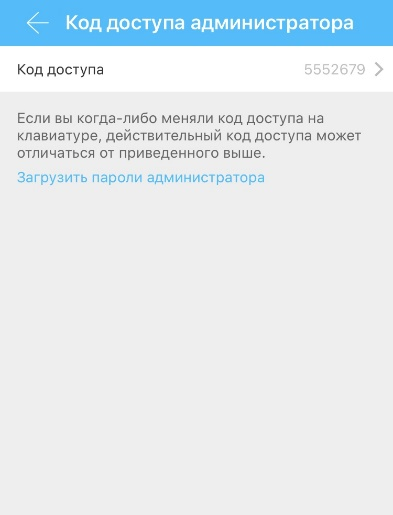 Код доступа администратора
Код доступа 5552679
Если вы когда-либо меняли код доступа на
клавиатуре, действительный код доступа может
отличаться от приведенного выше.
Загрузить пароли администратора